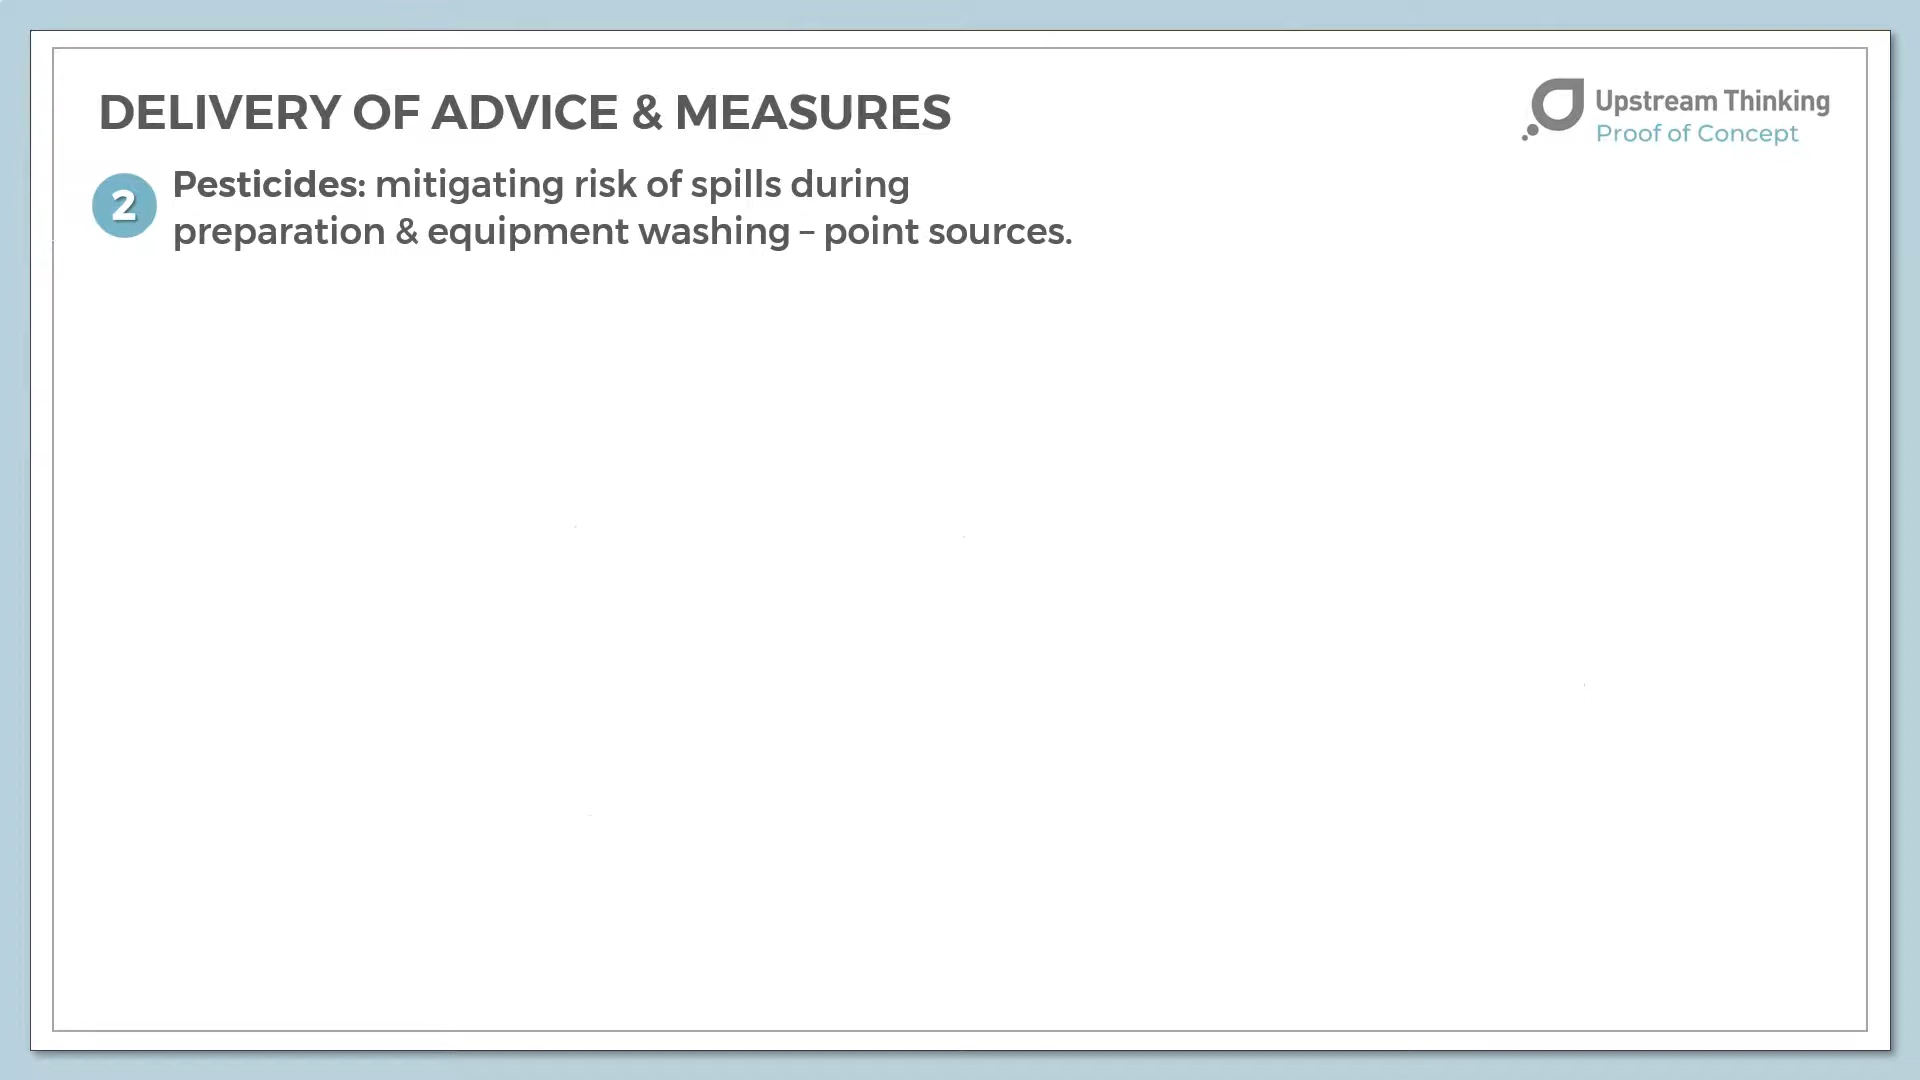 DELIVERY OF ADVICE & MEASURES
Upstream Thinking
Proof of Concept
2
Pesticides: mitigating risk of spills during
preparation & equipment washing – point sources.